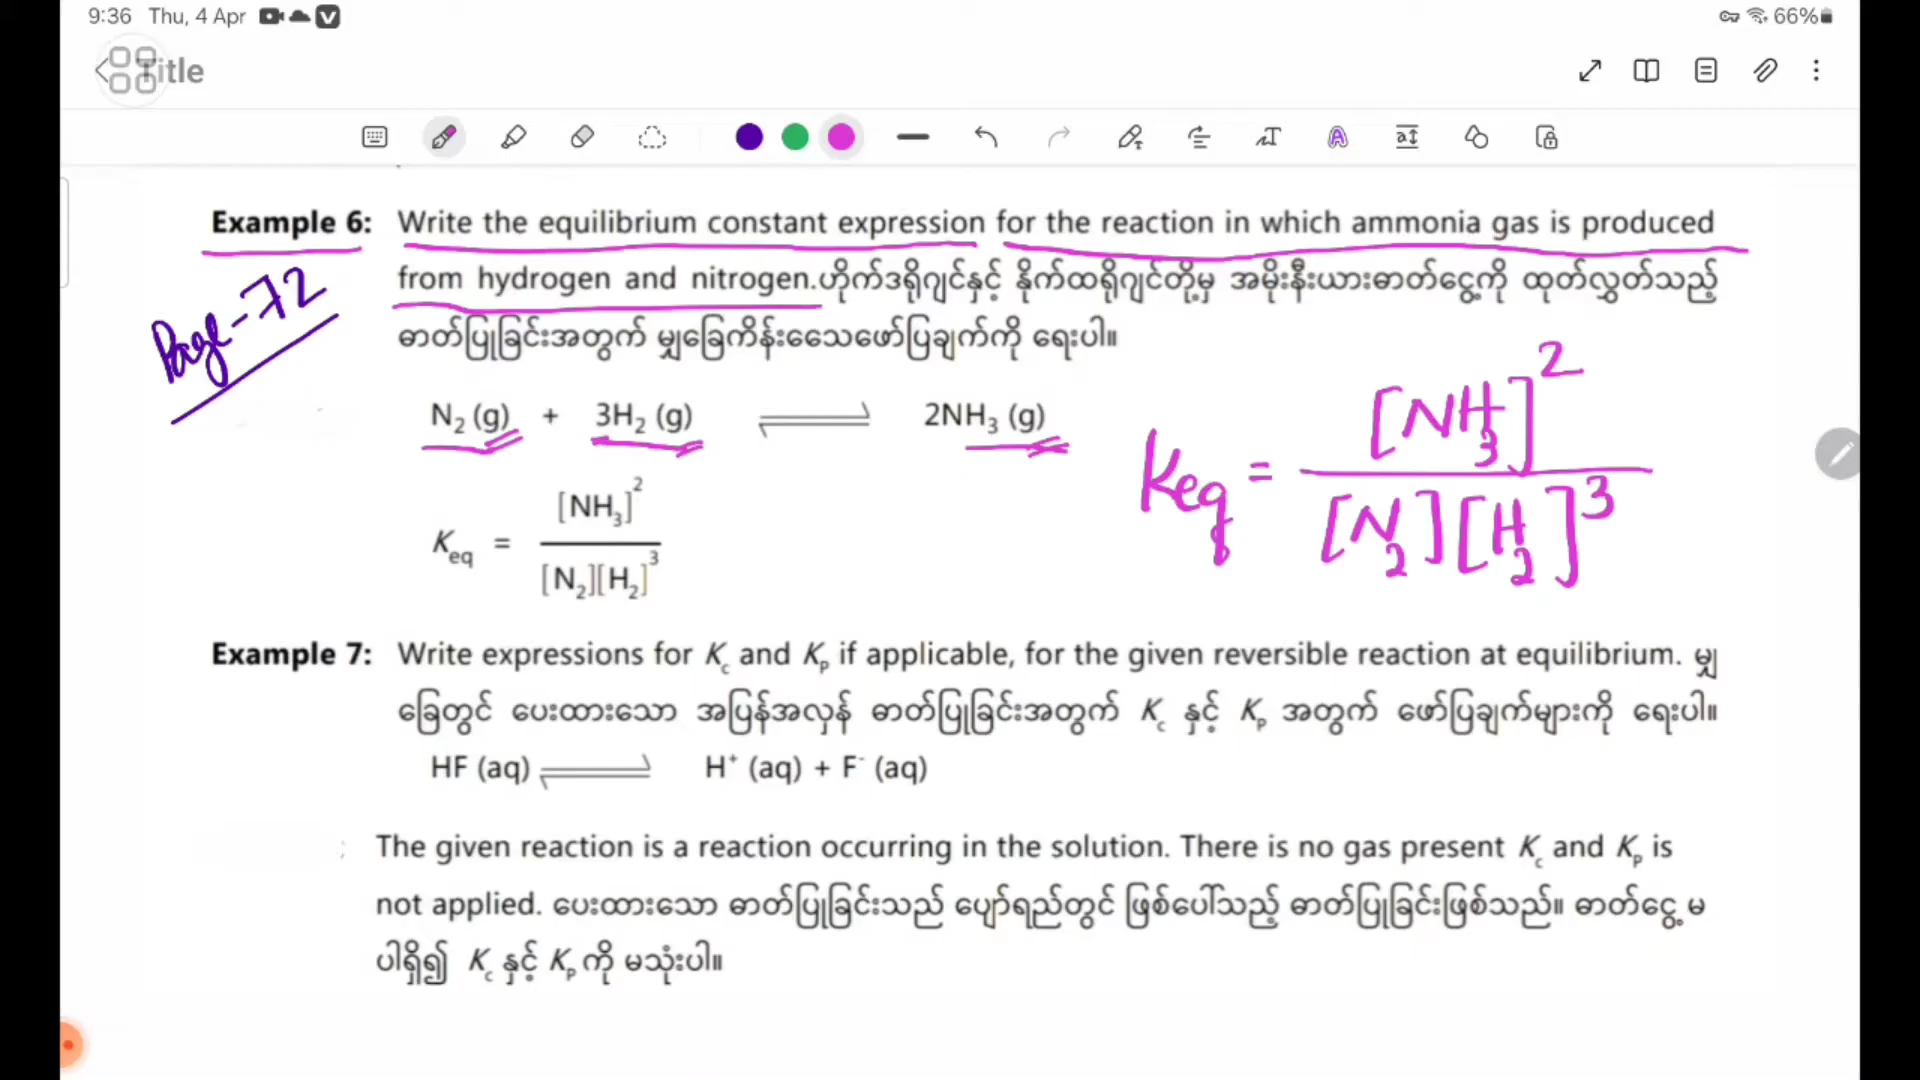 9:36 Thu, 4 Apr V 66%
Title
Example 6: Write the equilibrium constant expression for the reaction in which ammonia gas is produced
from hydrogen and nitrogen.ဟိုက်ဒရိုဂျင်နှင့် နိုက်ထရိုဂျင်တို့မှ အမိုးနီးယားဓာတ်ငွေ့ကို ထုတ်လွှတ်သည့်
ဓာတ်ပြုခြင်းအတွက် မျှခြေကိန်းသေဖော်ပြချက်ကို ရေးပါ။
Page-72
N₂ (g) + 3H₂ (g) ⇌ 2NH₃ (g)
K_eq = [NH₃]² / [N₂][H₂]³
Keq = [NH₃]² / [N₂][H₂]³
Example 7: Write expressions for K_c and K_p if applicable, for the given reversible reaction at equilibrium. မျှ
ခြေတွင် ပေးထားသော အပြန်အလှန် ဓာတ်ပြုခြင်းအတွက် K_c နှင့် K_p အတွက် ဖော်ပြချက်များကို ရေးပါ။
HF (aq) ⇌ H⁺ (aq) + F⁻ (aq)
The given reaction is a reaction occurring in the solution. There is no gas present K_c and K_p is
not applied. ပေးထားသော ဓာတ်ပြုခြင်းသည် ပျော်ရည်တွင် ဖြစ်ပေါ်သည့် ဓာတ်ပြုခြင်းဖြစ်သည်။ ဓာတ်ငွေ့ မ
ပါရှိ၍ K_c နှင့် K_p ကို မသုံးပါ။